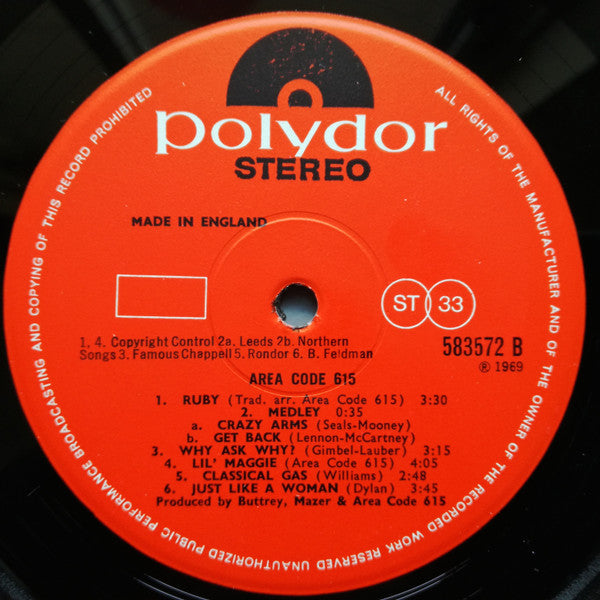 polydor
STEREO
MADE IN ENGLAND
ST 33
1, 4. Copyright Control 2a. Leeds 2b. Northern
Songs 3. Famous Chappell 5. Rondor 6. B. Feldman
583572 B
℗ 1969
AREA CODE 615
1. RUBY (Trad. arr. Area Code 615) 3:30
2. MEDLEY 0:35
a. CRAZY ARMS (Seals-Mooney)
b. GET BACK (Lennon-McCartney)
3. WHY ASK WHY? (Gimbel-Lauber) 3:15
4. LIL' MAGGIE (Area Code 615) 4:05
5. CLASSICAL GAS (Williams) 2:48
6. JUST LIKE A WOMAN (Dylan) 3:45
Produced by Buttrey, Mazer & Area Code 615
ALL RIGHTS OF THE MANUFACTURER AND OF THE OWNER OF THE RECORDED WORK RESERVED UNAUTHORIZED PUBLIC PERFORMANCE BROADCASTING AND COPYING OF THIS RECORD PROHIBITED